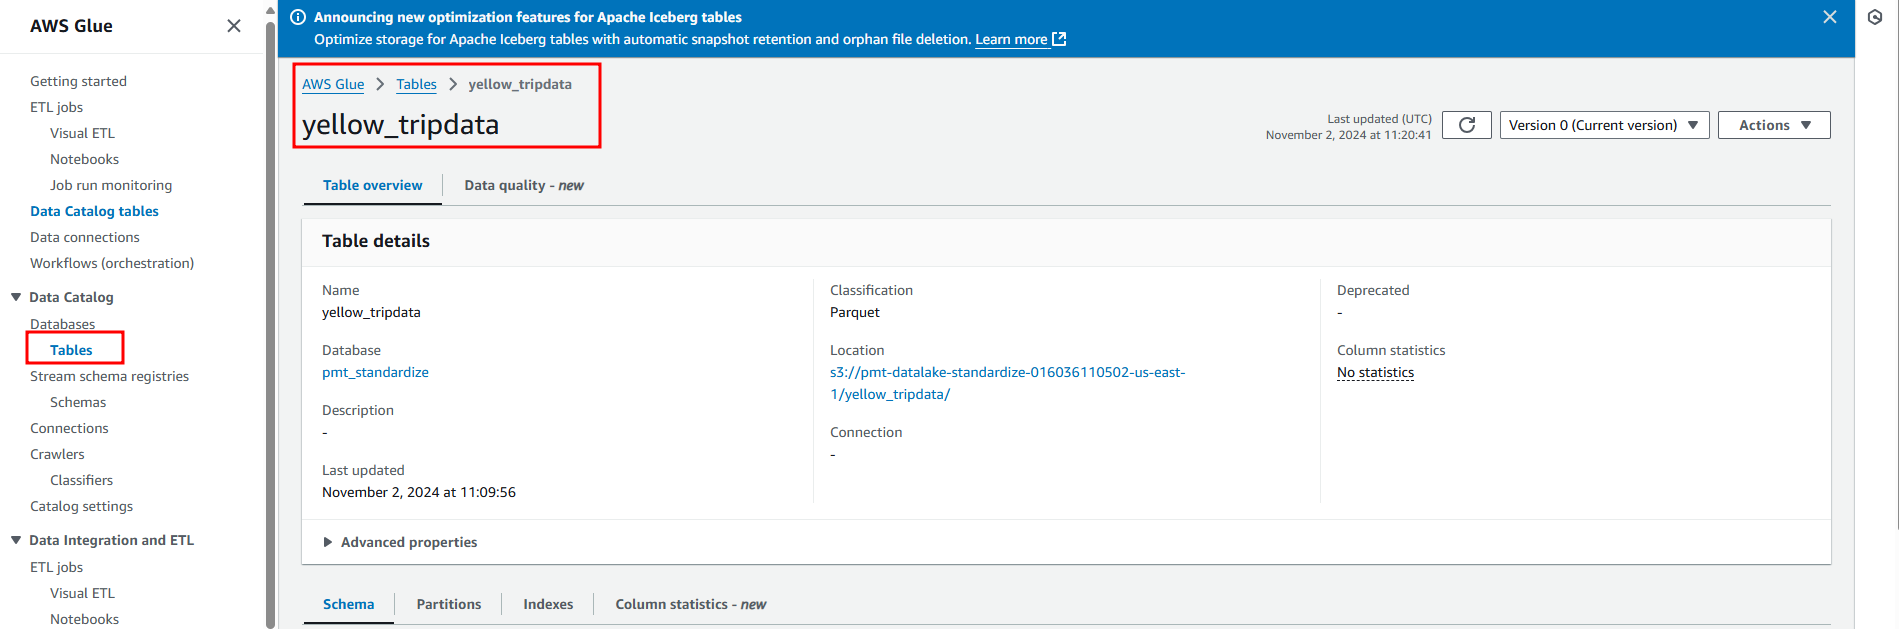 AWS Glue
Getting started
ETL jobs
Visual ETL
Notebooks
Job run monitoring
Data Catalog tables
Data connections
Workflows (orchestration)
Data Catalog
Databases
Tables
Stream schema registries
Schemas
Connections
Crawlers
Classifiers
Catalog settings
Data Integration and ETL
ETL jobs
Visual ETL
Notebooks
Announcing new optimization features for Apache Iceberg tables
Optimize storage for Apache Iceberg tables with automatic snapshot retention and orphan file deletion. Learn more
AWS Glue > Tables > yellow_tripdata
yellow_tripdata
Last updated (UTC)
November 2, 2024 at 11:20:41
Version 0 (Current version)
Actions
Table overview
Data quality - new
Table details
Name
yellow_tripdata
Database
pmt_standardize
Description
-
Last updated
November 2, 2024 at 11:09:56
Classification
Parquet
Location
s3://pmt-datalake-standardize-016036110502-us-east-
1/yellow_tripdata/
Connection
-
Deprecated
-
Column statistics
No statistics
Advanced properties
Schema
Partitions
Indexes
Column statistics - new